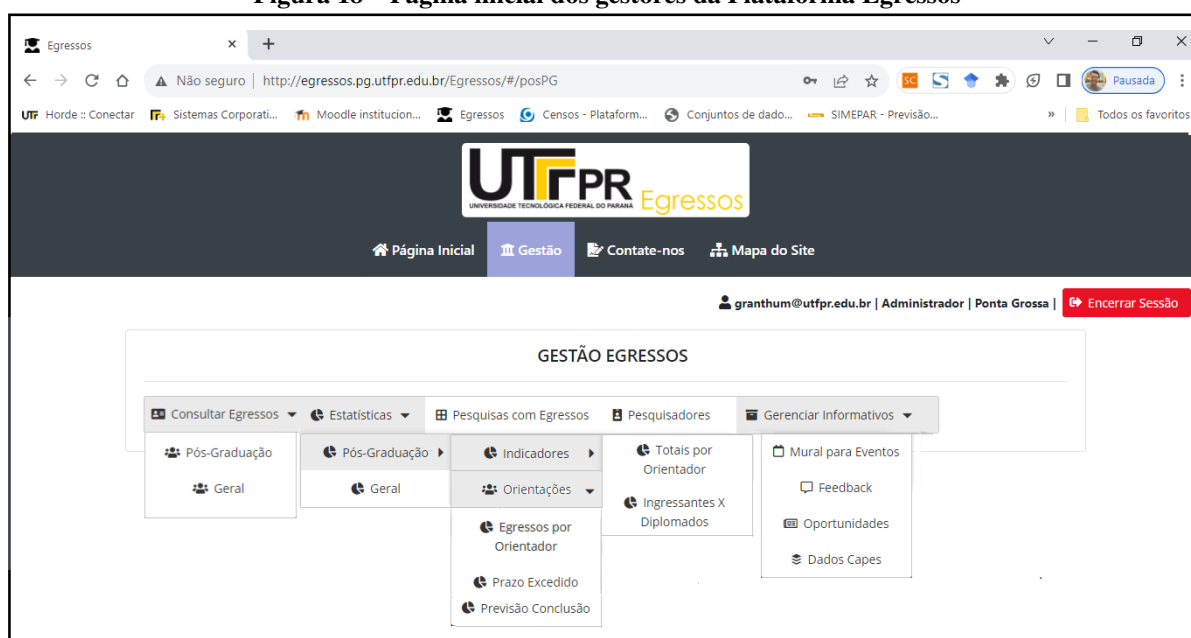 Figura 18 – Página inicial dos gestores da Plataforma Egressos
Egressos
Não seguro | http://egressos.pg.utfpr.edu.br/Egressos/#/posPG
SC
S
Pausada
UTF Horde :: Conectar
Sistemas Corporati...
Moodle institucion...
Egressos
Censos - Plataform...
Conjuntos de dado...
SIMEPAR - Previsão...
»
Todos os favoritos
UTFPR Egressos
UNIVERSIDADE TECNOLÓGICA FEDERAL DO PARANÁ
Página Inicial
Gestão
Contate-nos
Mapa do Site
granthum@utfpr.edu.br | Administrador | Ponta Grossa |
Encerrar Sessão
GESTÃO EGRESSOS
Consultar Egressos
Estatísticas
Pesquisas com Egressos
Pesquisadores
Gerenciar Informativos
Pós-Graduação
Geral
Pós-Graduação
Geral
Indicadores
Orientações
Egressos por
Orientador
Prazo Excedido
Previsão Conclusão
Totais por
Orientador
Ingressantes X
Diplomados
Mural para Eventos
Feedback
Oportunidades
Dados Capes